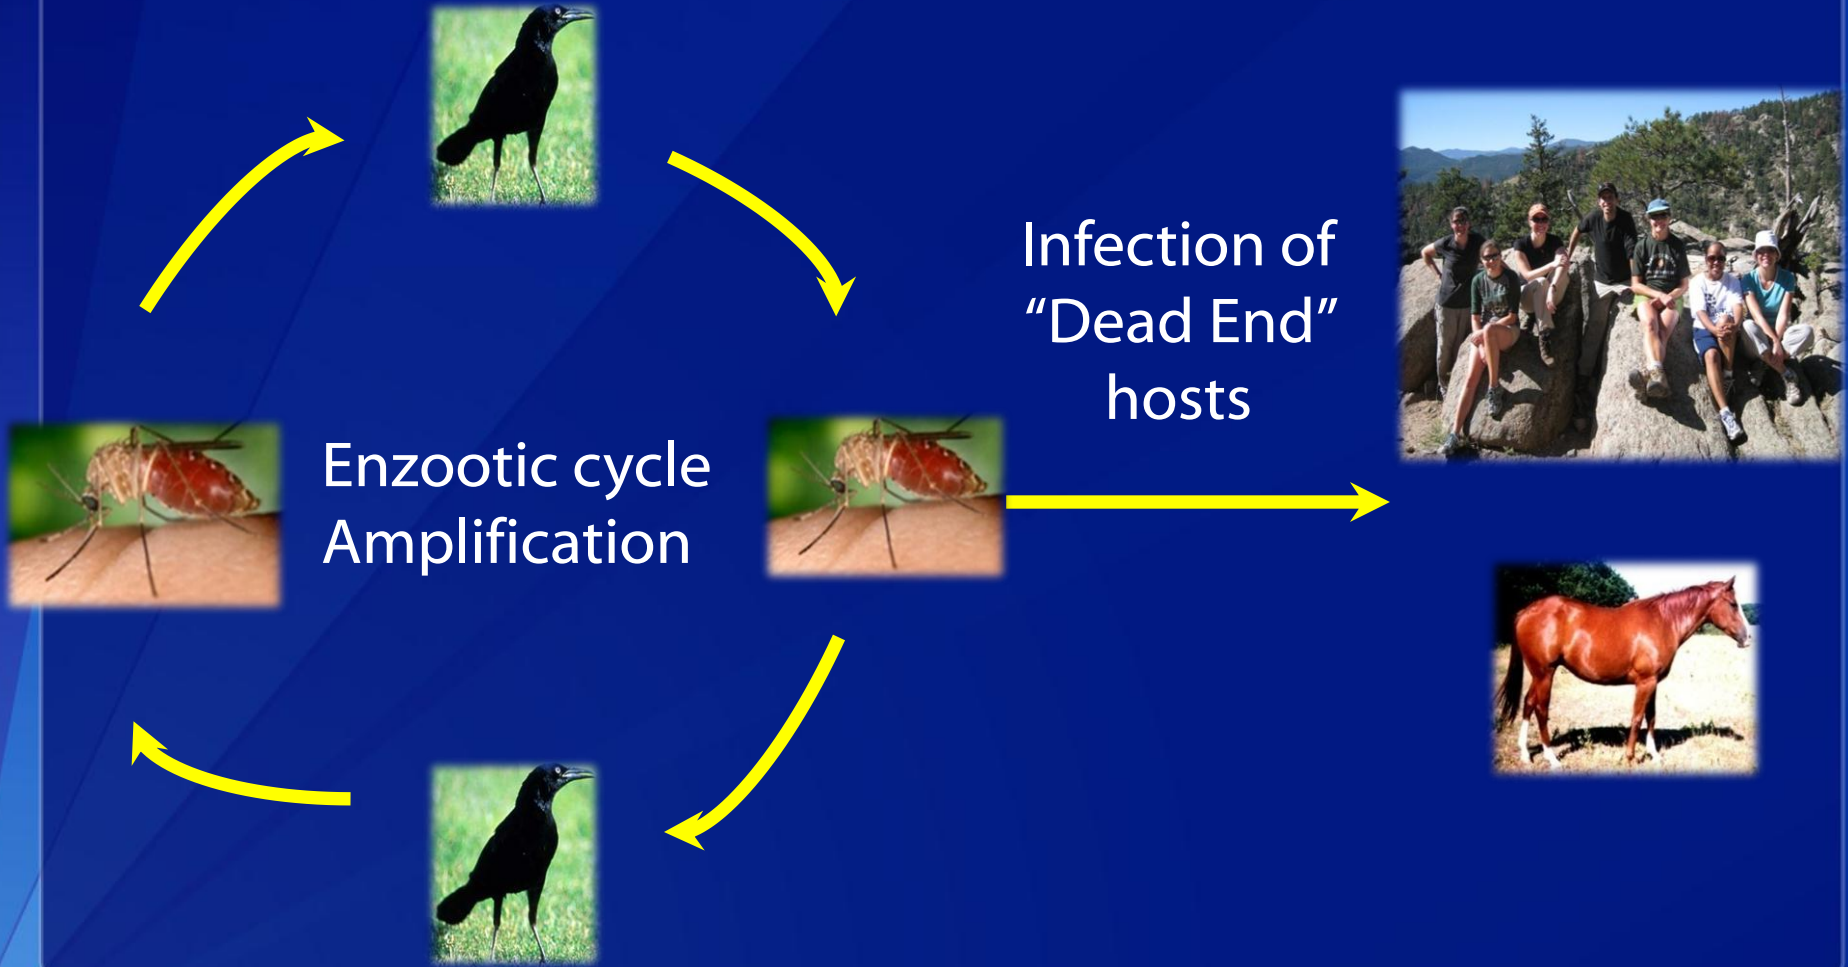 Enzootic cycle
Amplification
Infection of
“Dead End”
hosts